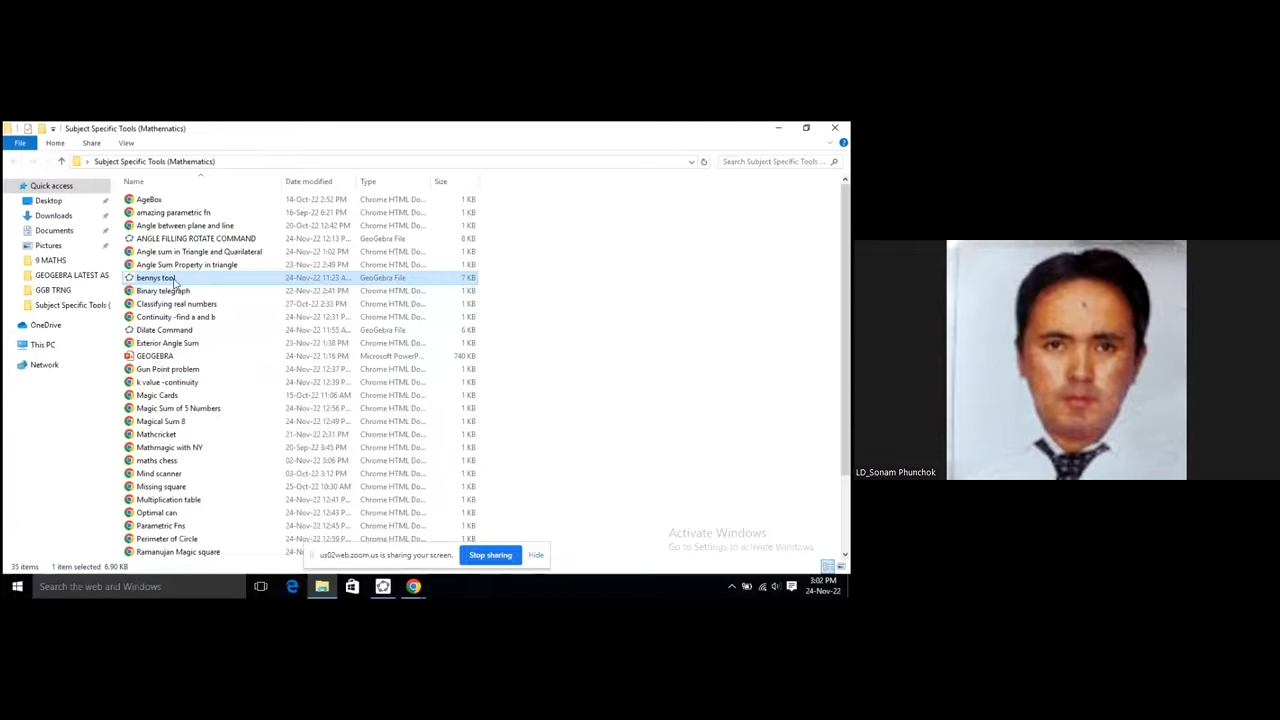 Subject Specific Tools (Mathematics)
File Home Share View
Subject Specific Tools (Mathematics) Search Subject Specific Tools ...
Name Date modified Type Size
Quick access
Desktop
Downloads
Documents
Pictures
9 MATHS
GEOGEBRA LATEST AS
GGB TRNG
Subject Specific Tools (
OneDrive
This PC
Network
AgeBox 14-Oct-22 2:52 PM Chrome HTML Do... 1 KB
amazing parametric fn 16-Sep-22 6:21 PM Chrome HTML Do... 1 KB
Angle between plane and line 20-Oct-22 12:42 PM Chrome HTML Do... 1 KB
ANGLE FILLING ROTATE COMMAND 24-Nov-22 12:13 P... GeoGebra File 8 KB
Angle sum in Triangle and Quarilateral 24-Nov-22 1:02 PM Chrome HTML Do... 1 KB
Angle Sum Property in triangle 23-Nov-22 2:49 PM Chrome HTML Do... 1 KB
bennys tool 24-Nov-22 11:23 A... GeoGebra File 7 KB
Binary telegraph 22-Nov-22 2:41 PM Chrome HTML Do... 1 KB
Classifying real numbers 27-Oct-22 2:33 PM Chrome HTML Do... 1 KB
Continuity -find a and b 24-Nov-22 12:31 P... Chrome HTML Do... 1 KB
Dilate Command 24-Nov-22 11:55 A... GeoGebra File 6 KB
Exterior Angle Sum 23-Nov-22 1:38 PM Chrome HTML Do... 1 KB
GEOGEBRA 24-Nov-22 1:16 PM Microsoft PowerP... 740 KB
Gun Point problem 24-Nov-22 12:37 P... Chrome HTML Do... 1 KB
k value -continuity 24-Nov-22 12:39 P... Chrome HTML Do... 1 KB
Magic Cards 15-Oct-22 11:06 AM Chrome HTML Do... 1 KB
Magic Sum of 5 Numbers 24-Nov-22 12:56 P... Chrome HTML Do... 1 KB
Magical Sum 8 24-Nov-22 12:49 P... Chrome HTML Do... 1 KB
Mathcricket 21-Nov-22 2:31 PM Chrome HTML Do... 1 KB
Mathmagic with NY 20-Sep-22 3:45 PM Chrome HTML Do... 1 KB
maths chess 02-Nov-22 3:06 PM Chrome HTML Do... 1 KB
Mind scanner 03-Oct-22 3:12 PM Chrome HTML Do... 1 KB
Missing square 25-Oct-22 10:30 AM Chrome HTML Do... 1 KB
Multiplication table 24-Nov-22 12:41 P... Chrome HTML Do... 1 KB
Optimal can 24-Nov-22 12:43 P... Chrome HTML Do... 1 KB
Parametric Fns 24-Nov-22 12:45 P... Chrome HTML Do... 1 KB
Perimeter of Circle 24-Nov-22 12:... Chrome HTML Do... 1 KB
Ramanujan Magic square
Activate Windows
Go to Settings to activate Windows.
us02web.zoom.us is sharing your screen. Stop sharing Hide
35 items 1 item selected 6.90 KB
Search the web and Windows
3:02 PM
24-Nov-22
LD_Sonam Phunchok